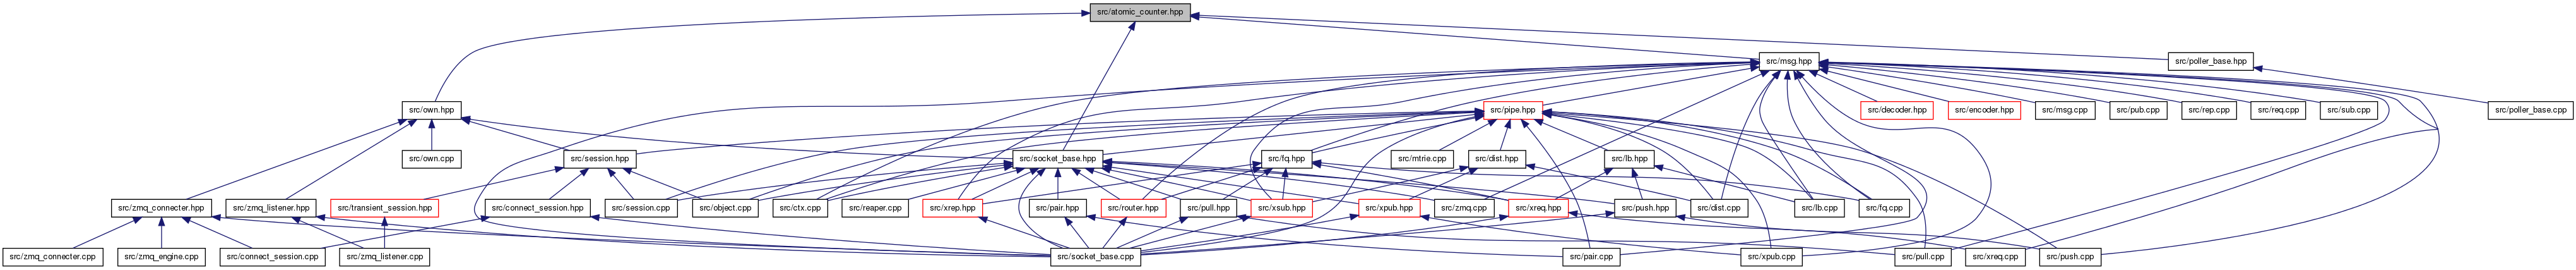 src/atomic_counter.hpp
src/msg.hpp
src/poller_base.hpp
src/own.hpp
src/pipe.hpp
src/decoder.hpp
src/encoder.hpp
src/msg.cpp
src/pub.cpp
src/rep.cpp
src/req.cpp
src/sub.cpp
src/poller_base.cpp
src/own.cpp
src/session.hpp
src/socket_base.hpp
src/fq.hpp
src/mtrie.cpp
src/dist.hpp
src/lb.hpp
src/zmq_connecter.hpp
src/zmq_listener.hpp
src/transient_session.hpp
src/connect_session.hpp
src/session.cpp
src/object.cpp
src/ctx.cpp
src/reaper.cpp
src/xrep.hpp
src/pair.hpp
src/router.hpp
src/pull.hpp
src/xsub.hpp
src/xpub.hpp
src/zmq.cpp
src/xreq.hpp
src/push.hpp
src/dist.cpp
src/lb.cpp
src/fq.cpp
src/zmq_connecter.cpp
src/zmq_engine.cpp
src/connect_session.cpp
src/zmq_listener.cpp
src/socket_base.cpp
src/pair.cpp
src/xpub.cpp
src/pull.cpp
src/xreq.cpp
src/push.cpp